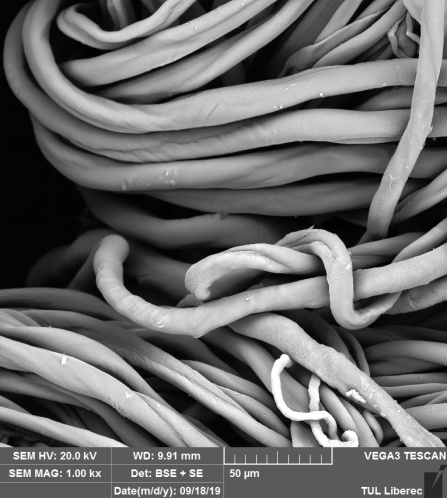 SEM HV: 20.0 kV WD: 9.91 mm VEGA3 TESCAN
SEM MAG: 1.00 kx Det: BSE + SE 50 µm
Date(m/d/y): 09/18/19 TUL Liberec